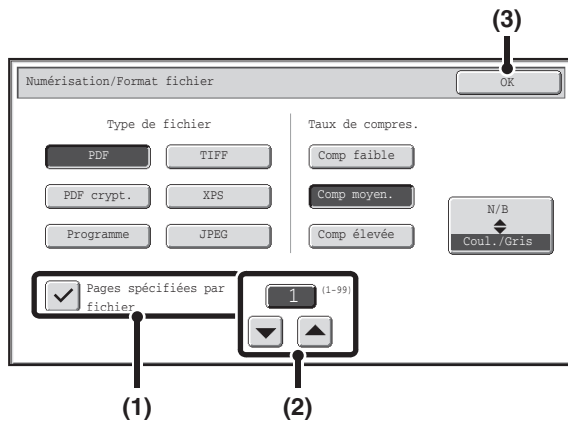 (3)
Numérisation/Format fichier
OK
Type de fichier
Taux de compres.
PDF
TIFF
Comp faible
PDF crypt.
XPS
Comp moyen.
N/B
Coul./Gris
Programme
JPEG
Comp élevée
Pages spécifiées par
fichier
1
(1-99)
(1)
(2)